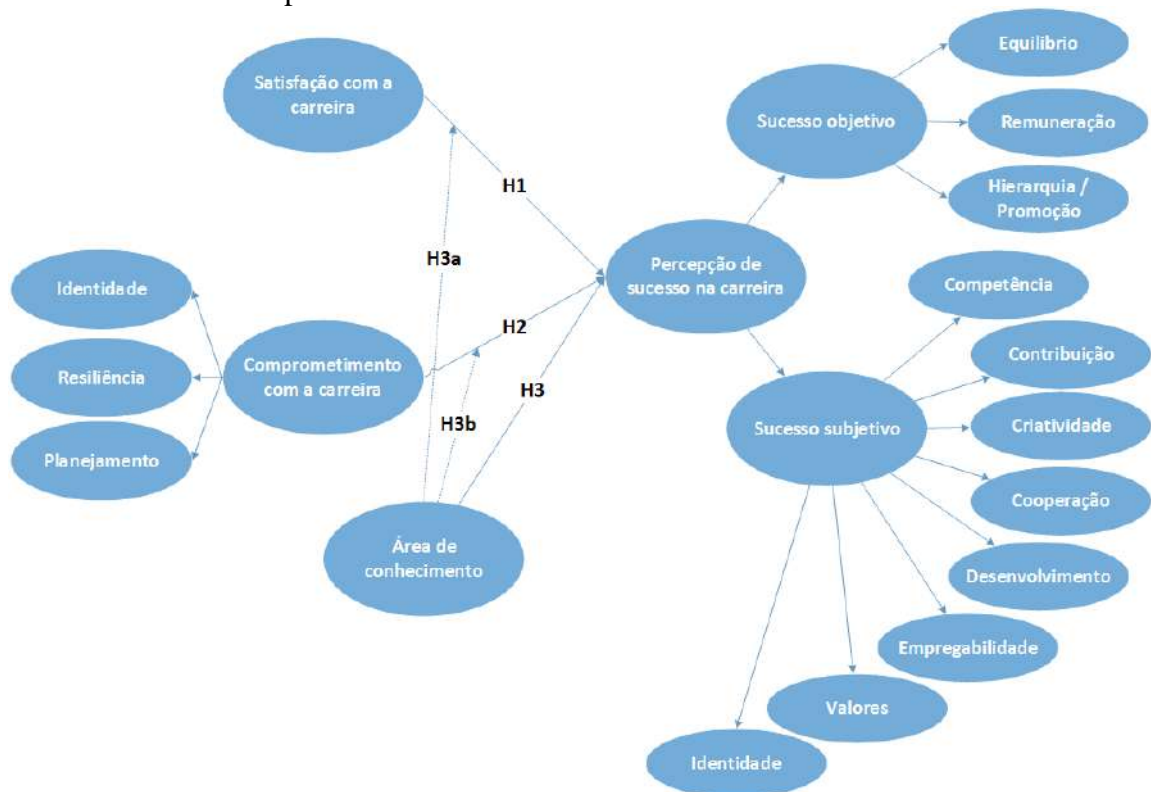 Satisfação com a
carreira
H1
H3a
Identidade
Resiliência
Planejamento
Comprometimento
com a carreira
H2
H3
H3b
Área de
conhecimento
Percepção de
sucesso na carreira
Sucesso objetivo
Equilibrio
Remuneração
Hierarquia /
Promoção
Sucesso subjetivo
Competência
Contribuição
Criatividade
Cooperação
Desenvolvimento
Empregabilidade
Valores
Identidade